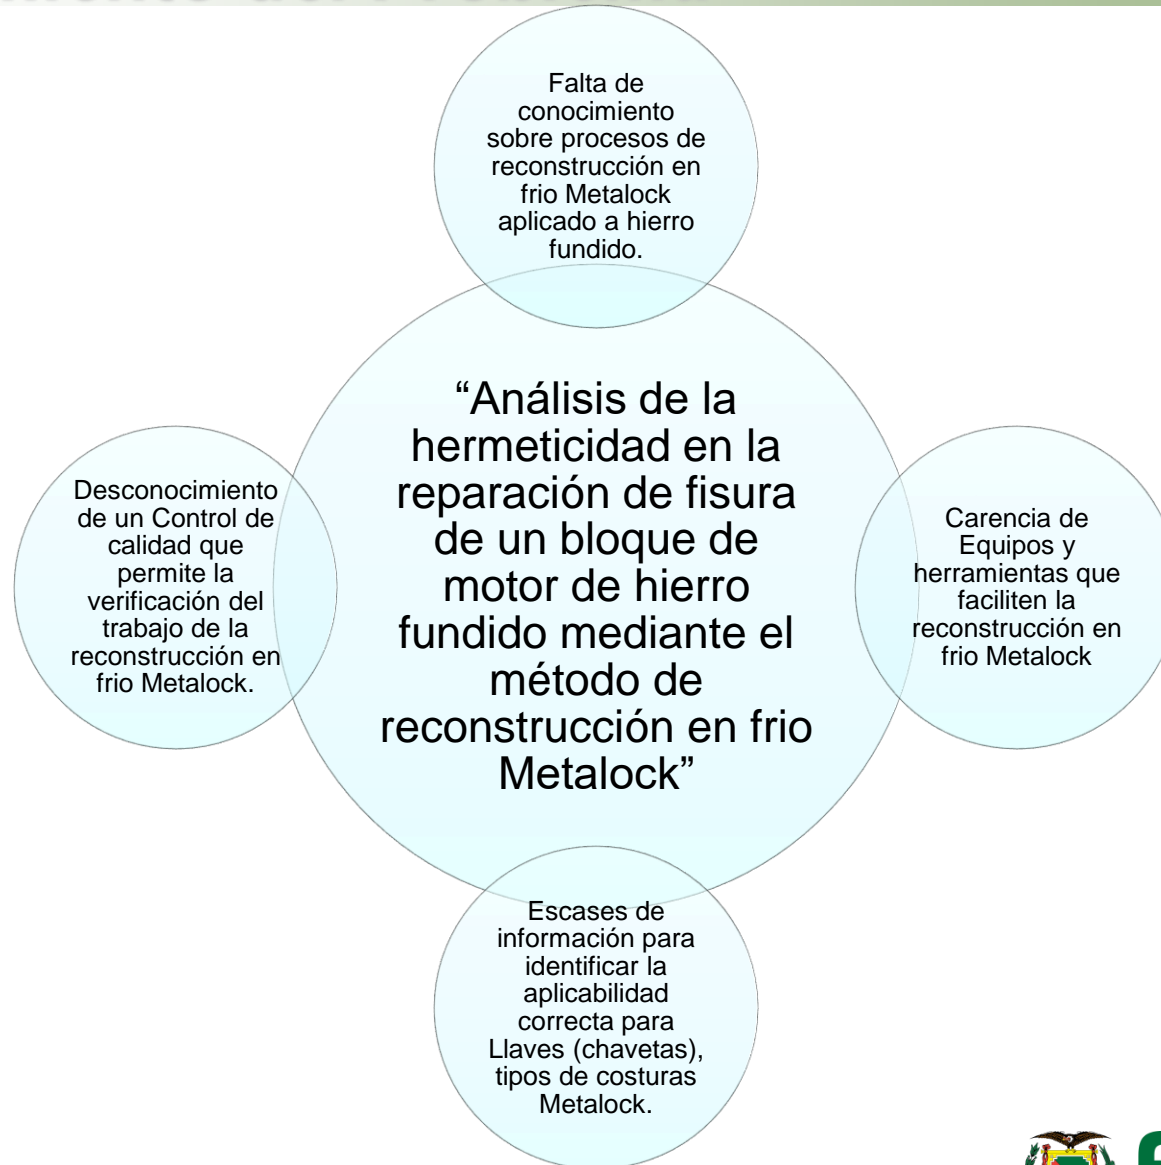 Falta de
conocimiento
sobre procesos de
reconstrucción en
frio Metalock
aplicado a hierro
fundido.
“Análisis de la
hermeticidad en la
reparación de fisura
de un bloque de
motor de hierro
fundido mediante el
método de
reconstrucción en frio
Metalock”
Desconocimiento
de un Control de
calidad que
permite la
verificación del
trabajo de la
reconstrucción en
frio Metalock.
Carencia de
Equipos y
herramientas que
faciliten la
reconstrucción en
frio Metalock
Escases de
información para
identificar la
aplicabilidad
correcta para
Llaves (chavetas),
tipos de costuras
Metalock.